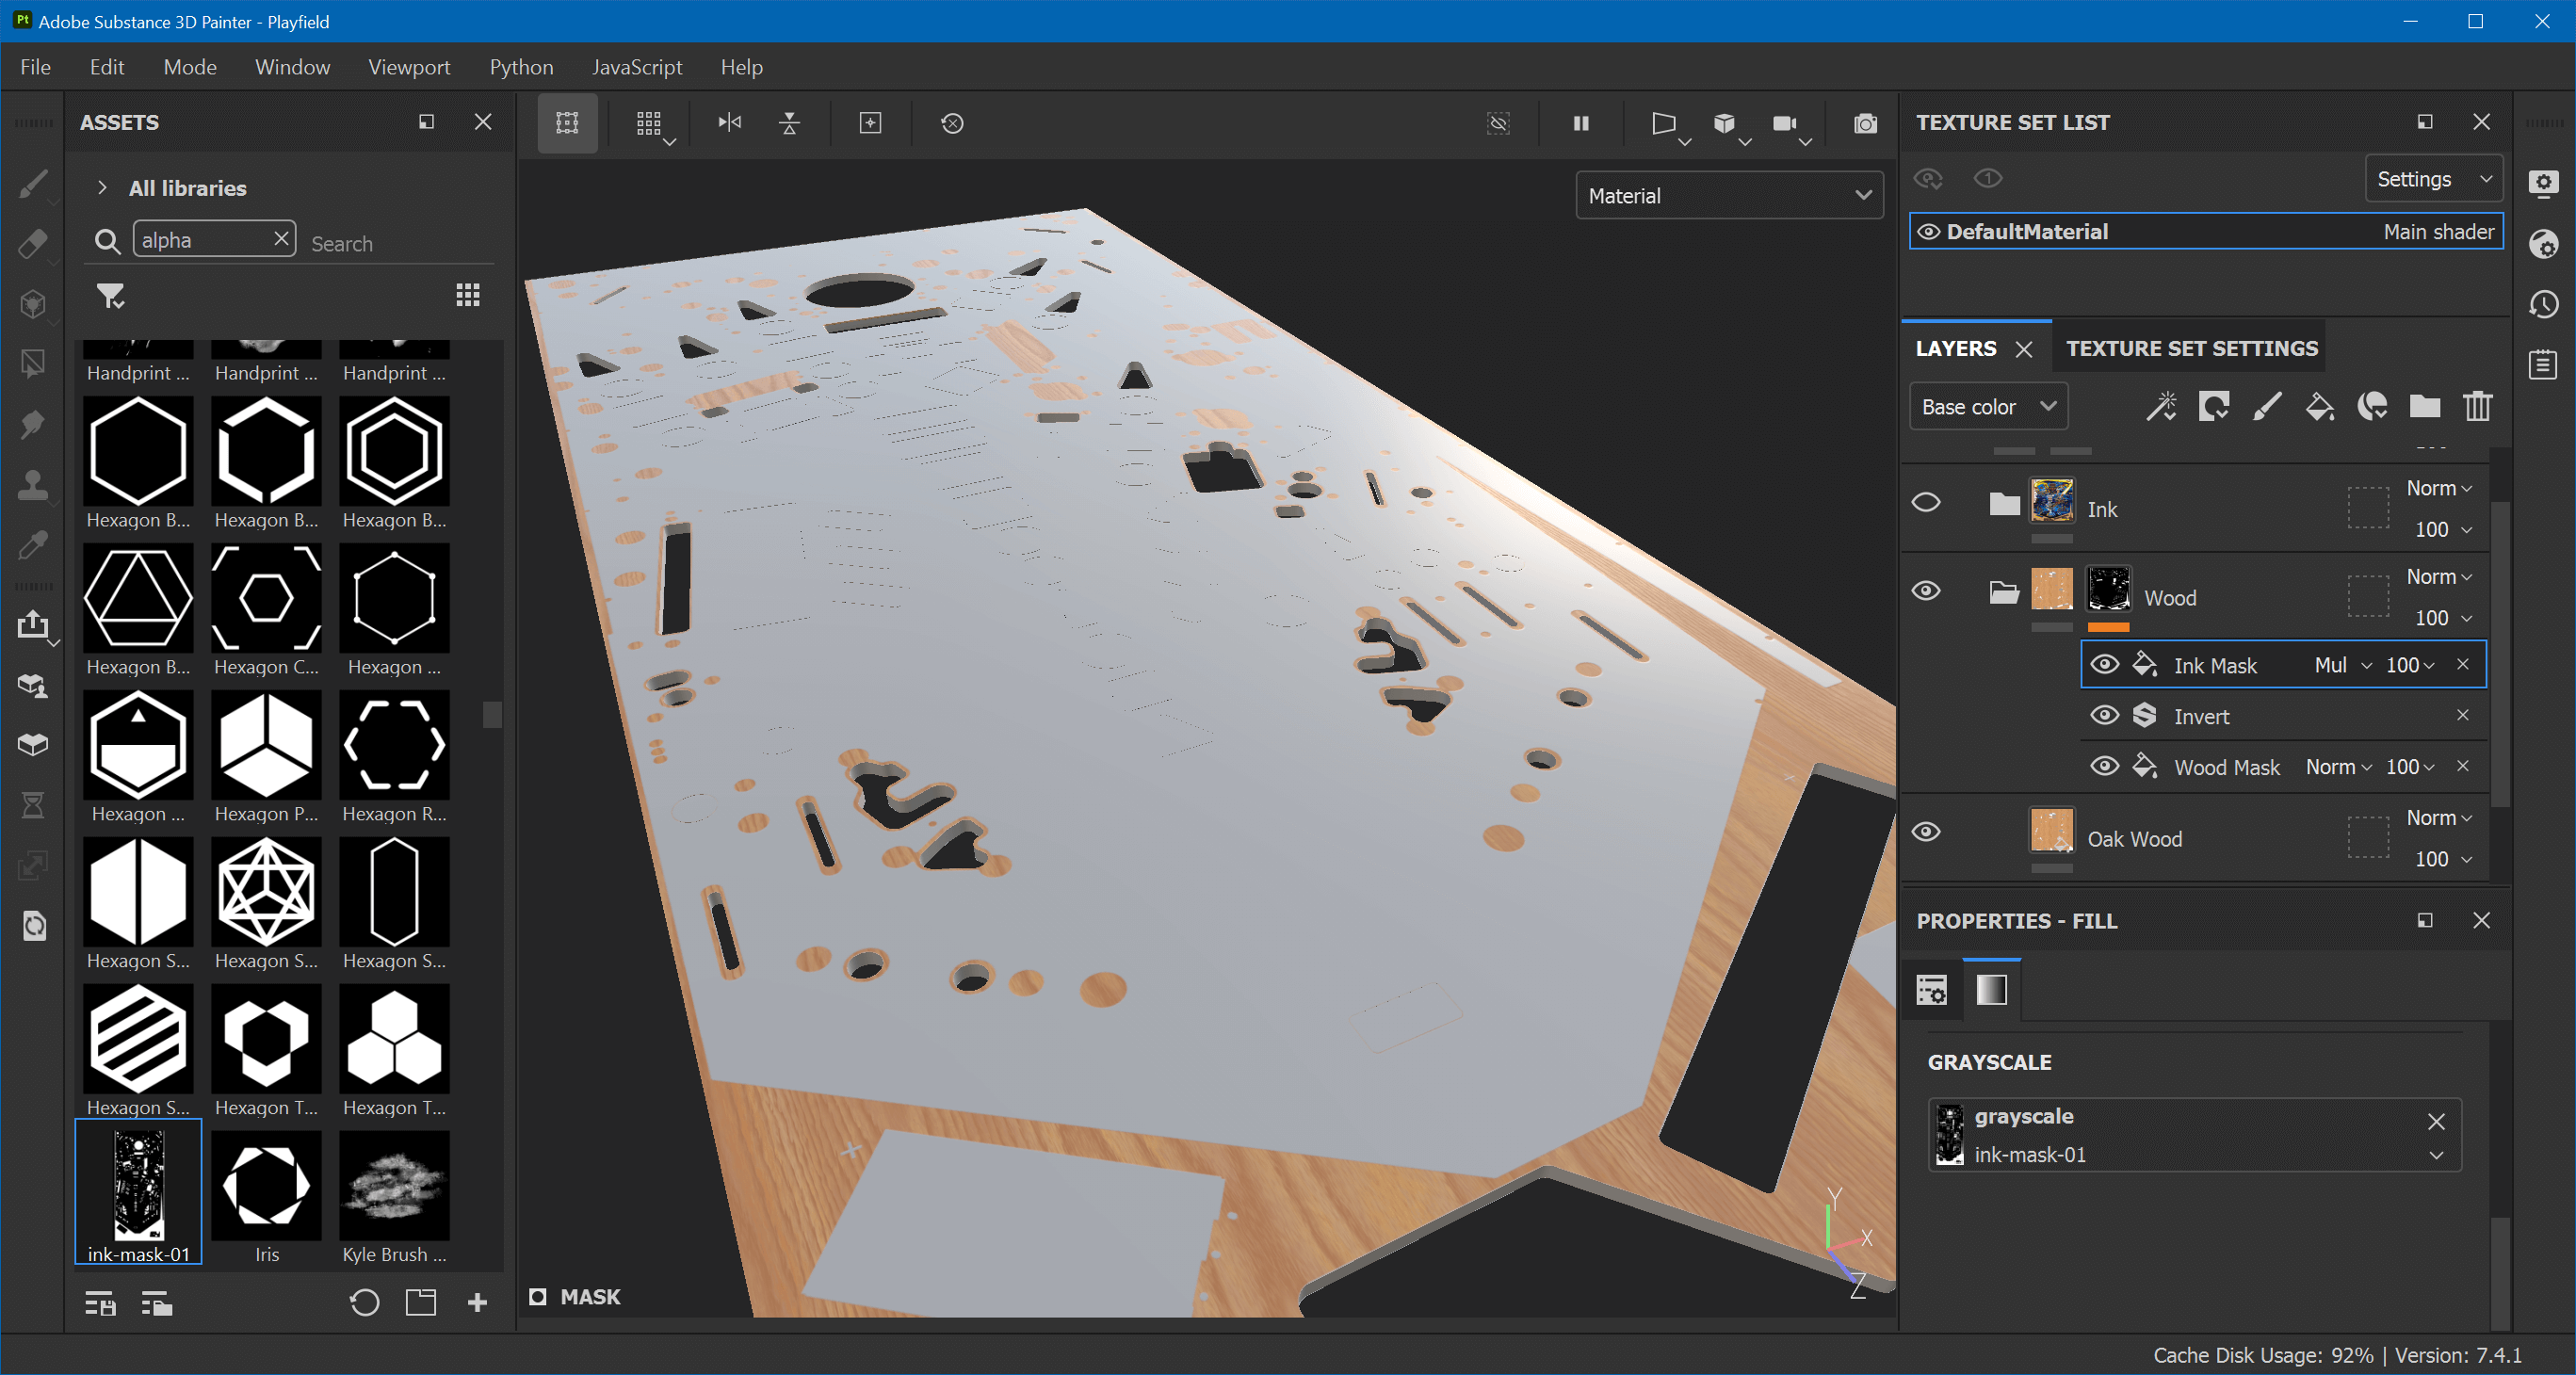 Pt Adobe Substance 3D Painter - Playfield
File Edit Mode Window Viewport Python JavaScript Help
ASSETS
All libraries
alpha Search
Handprint ... Handprint ... Handprint ...
Hexagon B... Hexagon B... Hexagon B...
Hexagon B... Hexagon C... Hexagon ...
Hexagon ... Hexagon P... Hexagon R...
Hexagon S... Hexagon S... Hexagon S...
Hexagon S... Hexagon T... Hexagon T...
ink-mask-01 Iris Kyle Brush ...
Material
MASK
Y
X
Z
TEXTURE SET LIST
1
Settings
DefaultMaterial Main shader
LAYERS TEXTURE SET SETTINGS
Base color
Ink Norm
100
Wood Norm
100
Ink Mask Mul 100
Invert
Wood Mask Norm 100
Oak Wood Norm
100
PROPERTIES - FILL
GRAYSCALE
grayscale
ink-mask-01
Cache Disk Usage: 92% | Version: 7.4.1